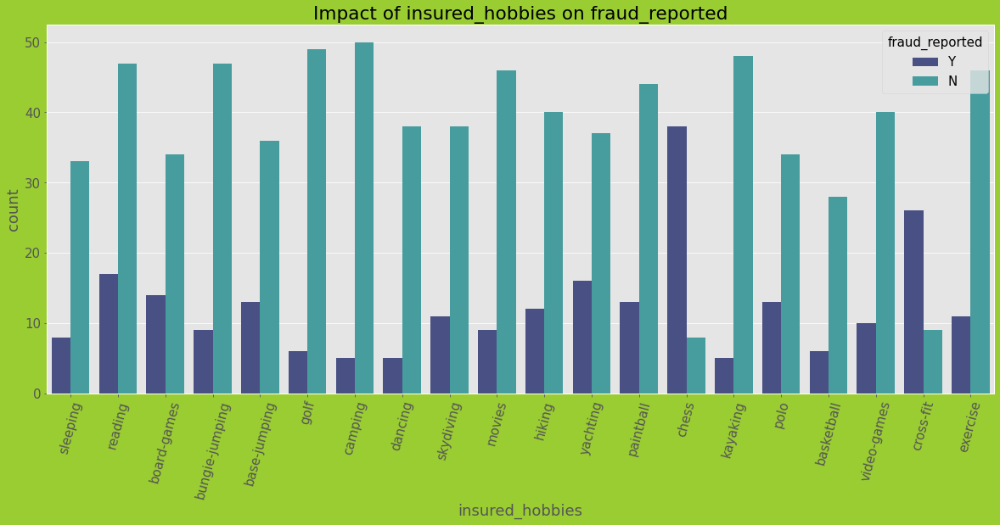 Impact of insured_hobbies on fraud_reported
fraud_reported
Y
N
count
50
40
30
20
10
0
sleeping
reading
board-games
bungie-jumping
base-jumping
golf
camping
dancing
skydiving
movies
hiking
yachting
paintball
chess
kayaking
polo
basketball
video-games
cross-fit
exercise
insured_hobbies